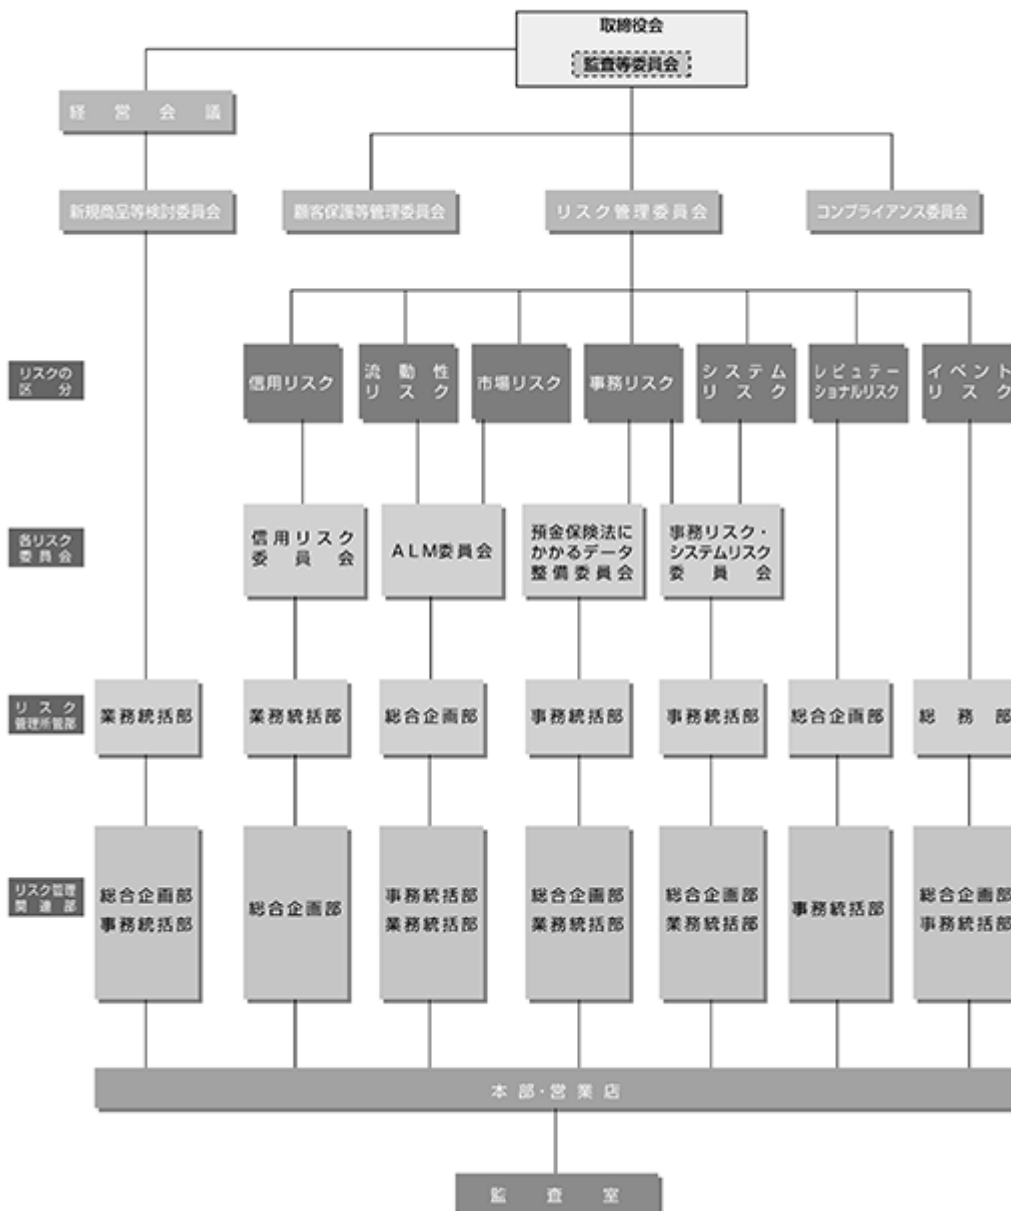 取締役会
監査等委員会
経営会議
新規商品等検討委員会
顧客保護等管理委員会
リスク管理委員会
コンプライアンス委員会
リスクの
区分
信用リスク
流動性
リスク
市場リスク
事務リスク
システム
リスク
レピュテー
ショナルリスク
イベント
リスク
各リスク
委員会
信用リスク
委員会
ALM委員会
預金保険法に
かかるデータ
整備委員会
事務リスク・
システムリスク
委員会
リスク
管理所管部
業務統括部
業務統括部
総合企画部
事務統括部
事務統括部
総合企画部
総務部
リスク管理
関連部
総合企画部
事務統括部
総合企画部
事務統括部
業務統括部
総合企画部
業務統括部
総合企画部
業務統括部
事務統括部
総合企画部
事務統括部
本部・営業店
監査室